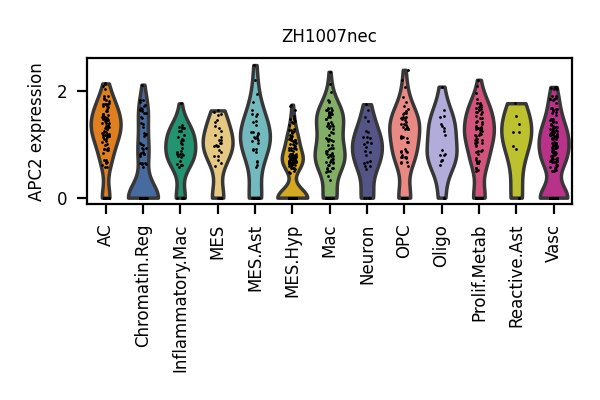 ZH1007nec
APC2 expression
2
0
AC
Chromatin.Reg
Inflammatory.Mac
MES
MES.Ast
MES.Hyp
Mac
Neuron
OPC
Oligo
Prolif.Metab
Reactive.Ast
Vasc